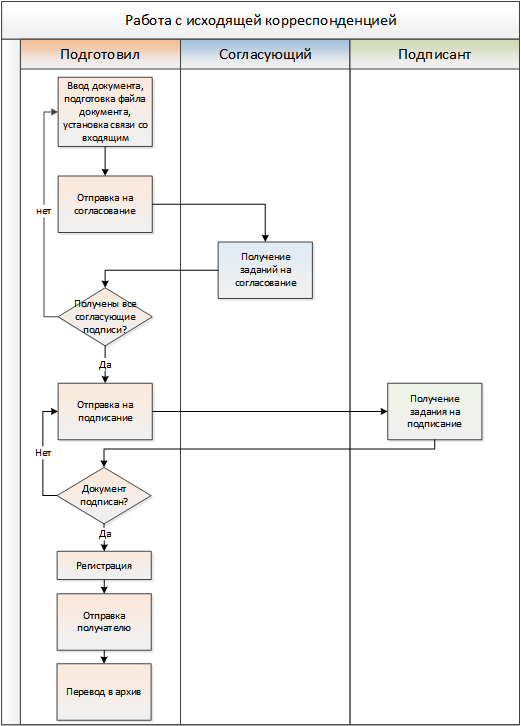 Работа с исходящей корреспонденцией
Подготовил
Согласующий
Подписант
Ввод документа,
подготовка файла
документа,
установка связи со
входящим
нет
Отправка на
согласование
Получение
заданий на
согласование
Получены все
согласующие
подписи?
Да
Отправка на
подписание
Получение
задания на
подписание
Нет
Документ
подписан?
Да
Регистрация
Отправка
получателю
Перевод в архив